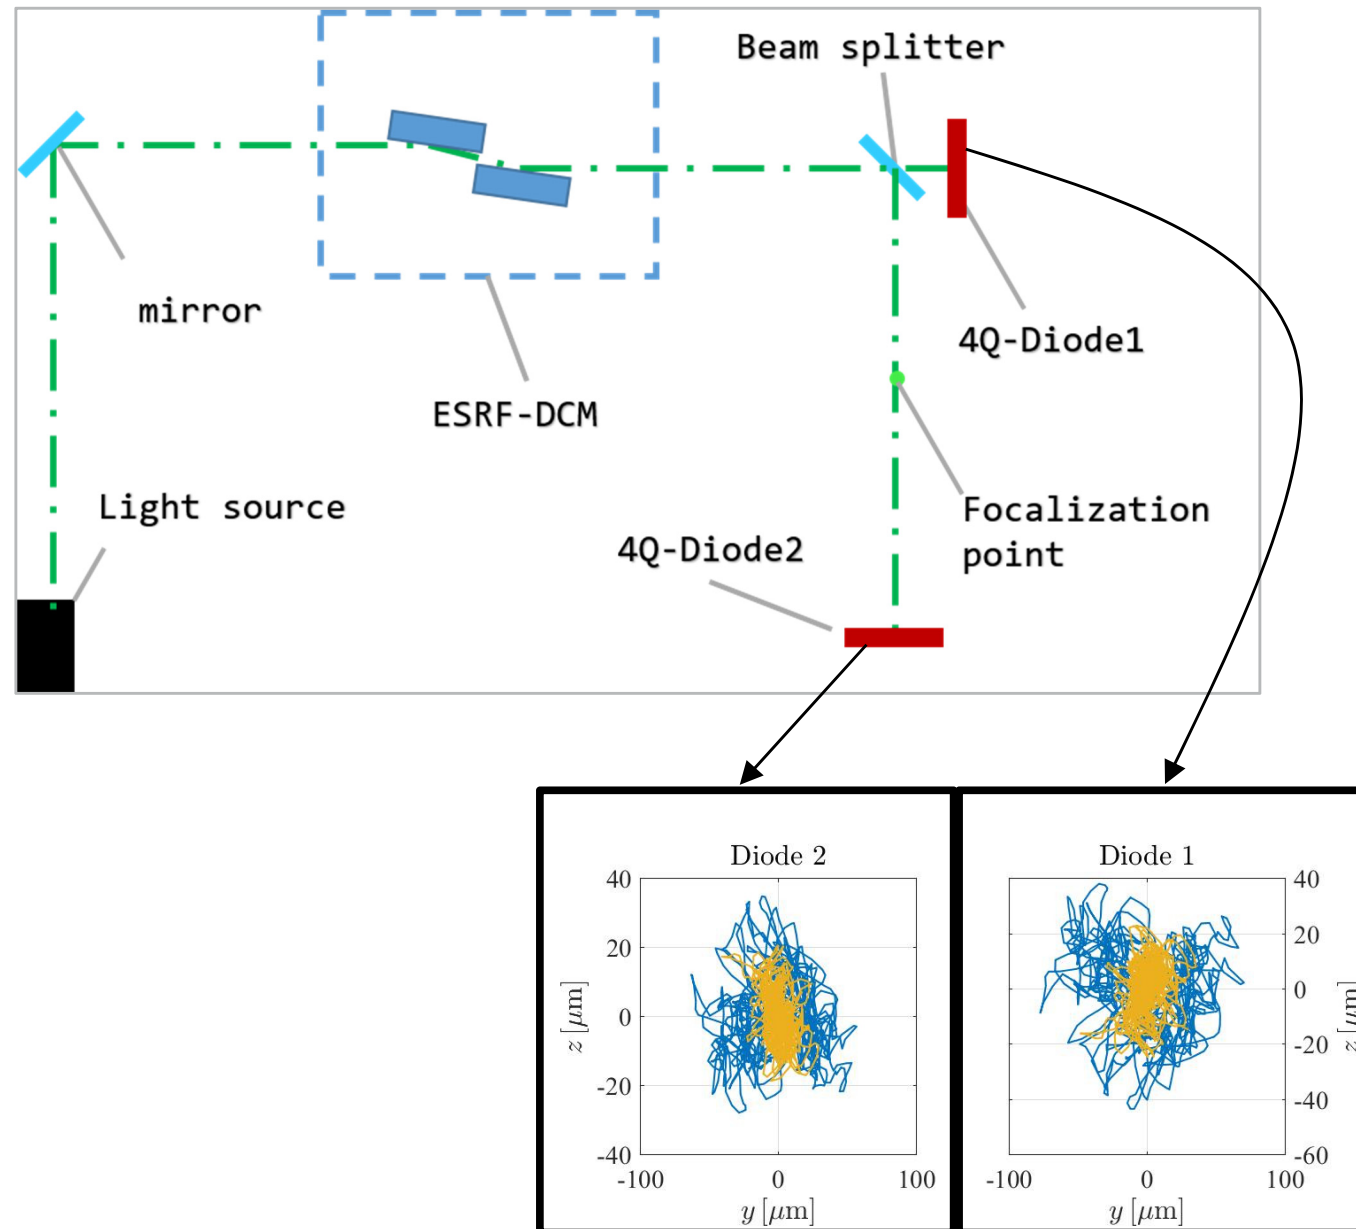 Beam splitter
mirror
4Q-Diode1
ESRF-DCM
Light source
Focalization
point
4Q-Diode2
Diode 2
40
20
0
-20
-40
-100
0
100
z [μm]
y [μm]
Diode 1
40
20
0
-20
-40
-60
-100
0
100
z [μm]
y [μm]